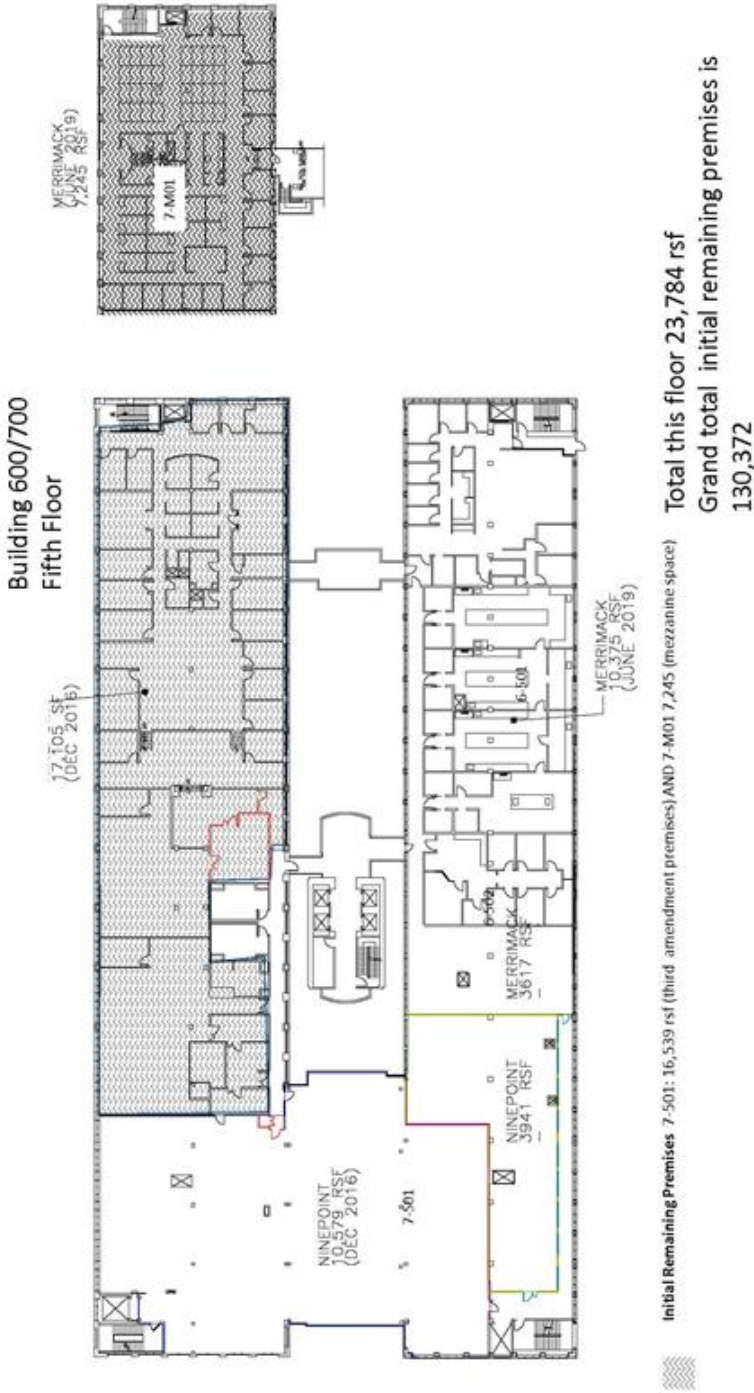 Building 600/700
Fifth Floor
MERRIMACK
(JUNE 2019)
7,245 RSF
7-M01
17,105 SF
(DEC 2016)
NINEPOINT
10,579 RSF
(DEC 2016)
7-501
NINEPOINT
3941 RSF
MERRIMACK
3617 RSF
6-502
6-501
MERRIMACK
10,375 RSF
(JUNE 2019)
Initial Remaining Premises 7-501: 16,539 rsf (third amendment premises) AND 7-M01 7,245 (mezzanine space)
Total this floor 23,784 rsf
Grand total initial remaining premises is
130,372